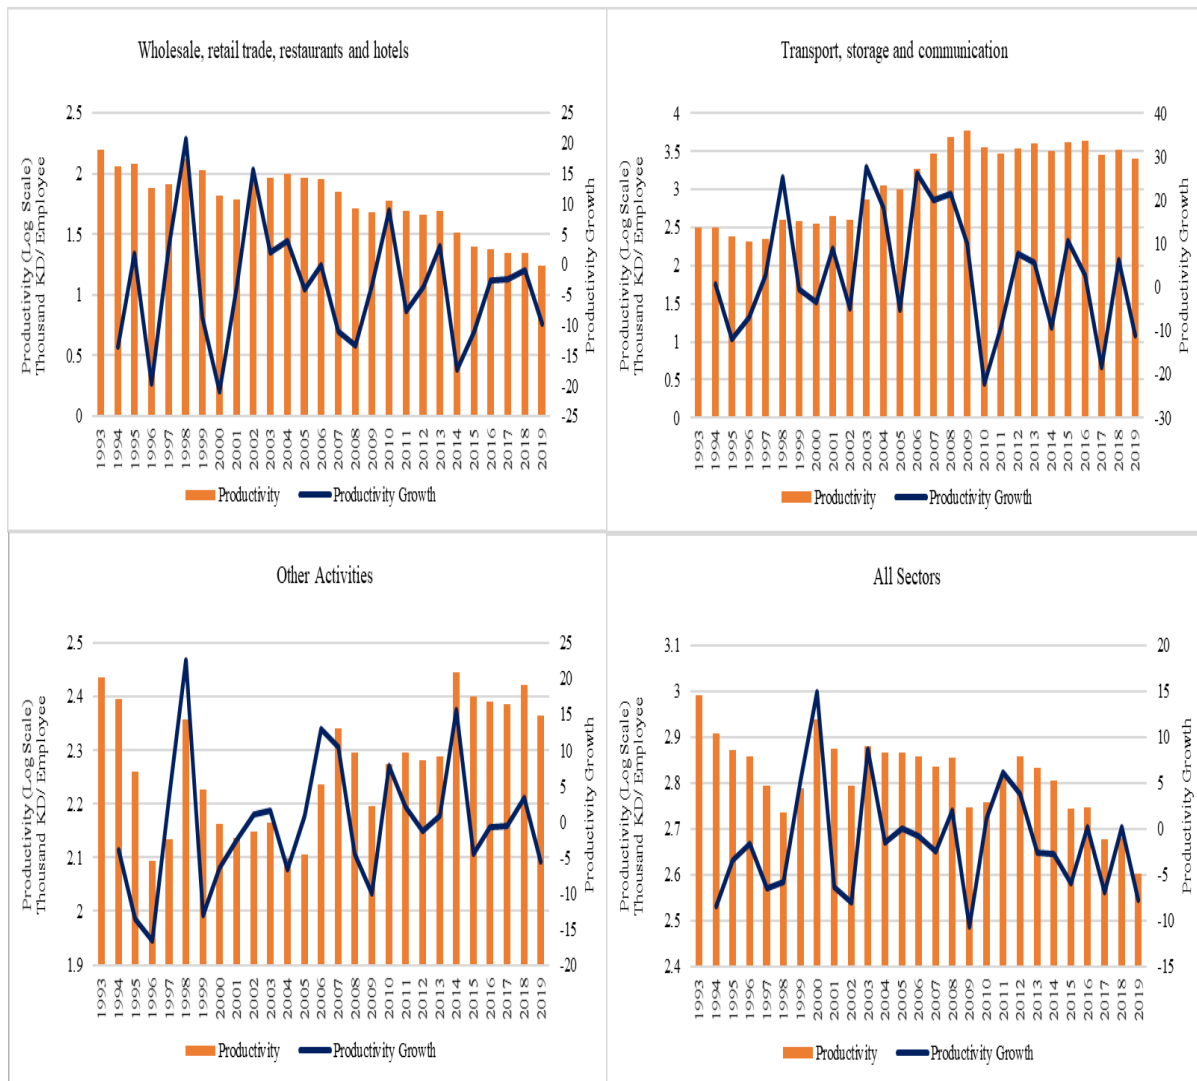 Wholesale, retail trade, restaurants and hotels
Productivity (Log Scale)
Thousand KD/ Employee
2.5
2
1.5
1
0.5
0
25
20
15
10
5
0
-5
-10
-15
-20
-25
Productivity Growth
1993 1994 1995 1996 1997 1998 1999 2000 2001 2002 2003 2004 2005 2006 2007 2008 2009 2010 2011 2012 2013 2014 2015 2016 2017 2018 2019
Productivity Productivity Growth
Transport, storage and communication
Productivity (Log Scale)
Thousand KD/ Employee
4
3.5
3
2.5
2
1.5
1
0.5
0
40
30
20
10
0
-10
-20
-30
Productivity Growth
1993 1994 1995 1996 1997 1998 1999 2000 2001 2002 2003 2004 2005 2006 2007 2008 2009 2010 2011 2012 2013 2014 2015 2016 2017 2018 2019
Productivity Productivity Growth
Other Activities
Productivity (Log Scale)
Thousand KD/ Employee
2.5
2.4
2.3
2.2
2.1
2
1.9
25
20
15
10
5
0
-5
-10
-15
-20
Productivity Growth
1993 1994 1995 1996 1997 1998 1999 2000 2001 2002 2003 2004 2005 2006 2007 2008 2009 2010 2011 2012 2013 2014 2015 2016 2017 2018 2019
Productivity Productivity Growth
All Sectors
Productivity (Log Scale)
Thousand KD/ Employee
3.1
3
2.9
2.8
2.7
2.6
2.5
2.4
20
15
10
5
0
-5
-10
-15
Productivity Growth
1993 1994 1995 1996 1997 1998 1999 2000 2001 2002 2003 2004 2005 2006 2007 2008 2009 2010 2011 2012 2013 2014 2015 2016 2017 2018 2019
Productivity Productivity Growth